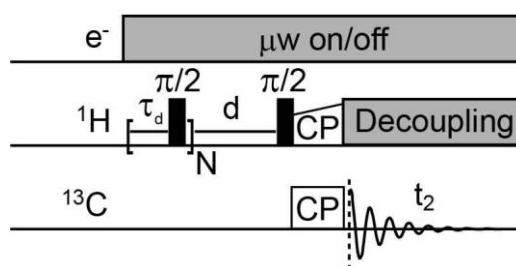 e- μw on/off
π/2 π/2
¹H [ τd ]N d CP Decoupling
¹³C CP t₂